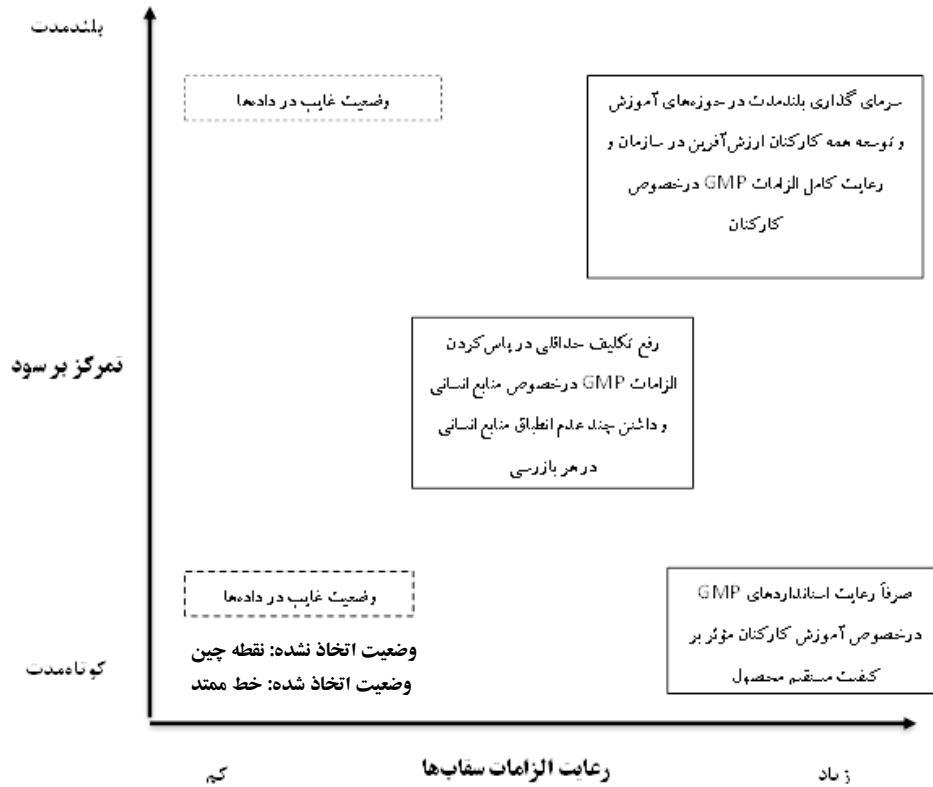 بلندمدت
وضعیت غایب در داده‌ها
سرمای گذاری بلندمدت در حوزه‌های آموزش
و توسعه همه کارکنان ارزش‌آفرین در سازمان و
رعایت کامل الزامات GMP درخصوص
کارکنان
تمرکز بر سود
رفع تکلیف حداقلی در پاس‌کردن
الزامات GMP درخصوص منابع انسانی
و داشتن چند عدم انطباق منابع انسانی
در هر بازرسی
وضعیت غایب در داده‌ها
صرفاً رعایت استانداردهای GMP
درخصوص آموزش کارکنان مؤثر بر
کیفیت مستقیم محصول
وضعیت اتخاذ نشده: نقطه چین
وضعیت اتخاذ شده: خط ممتد
کوتاه‌مدت
زیاد
رعایت الزامات سقاب‌ها
کم